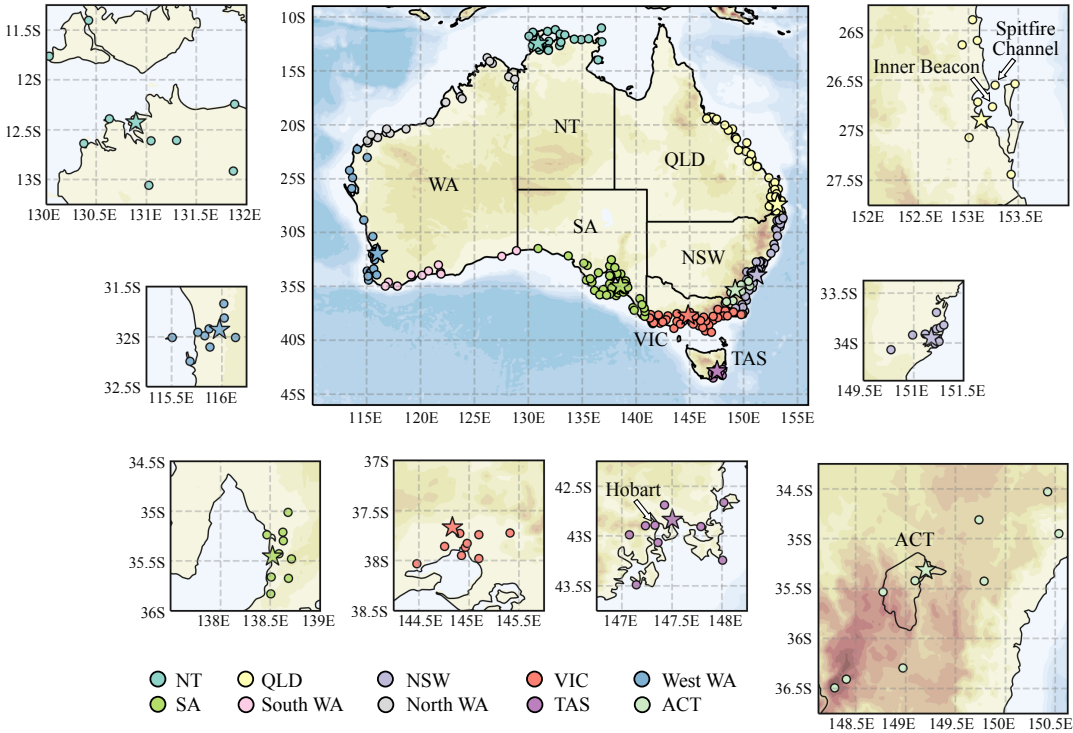 11.5S
12S
12.5S
13S
130E
130.5E
131E
131.5E
132E
10S
15S
20S
25S
30S
35S
40S
45S
115E
120E
125E
130E
135E
140E
145E
150E
155E
NT
QLD
WA
SA
NSW
VIC
TAS
26S
26.5S
27S
27.5S
152E
152.5E
153E
153.5E
Spitfire
Channel
Inner Beacon
31.5S
32S
32.5S
115.5E
116E
33.5S
34S
149.5E
151E
151.5E
34.5S
35S
35.5S
36S
138E
138.5E
139E
37S
37.5S
38S
38.5S
144.5E
145E
145.5E
42.5S
43S
43.5S
147E
147.5E
148E
Hobart
34.5S
35S
35.5S
36S
36.5S
148.5E
149E
149.5E
150E
150.5E
ACT
NT
QLD
NSW
VIC
West WA
SA
South WA
North WA
TAS
ACT